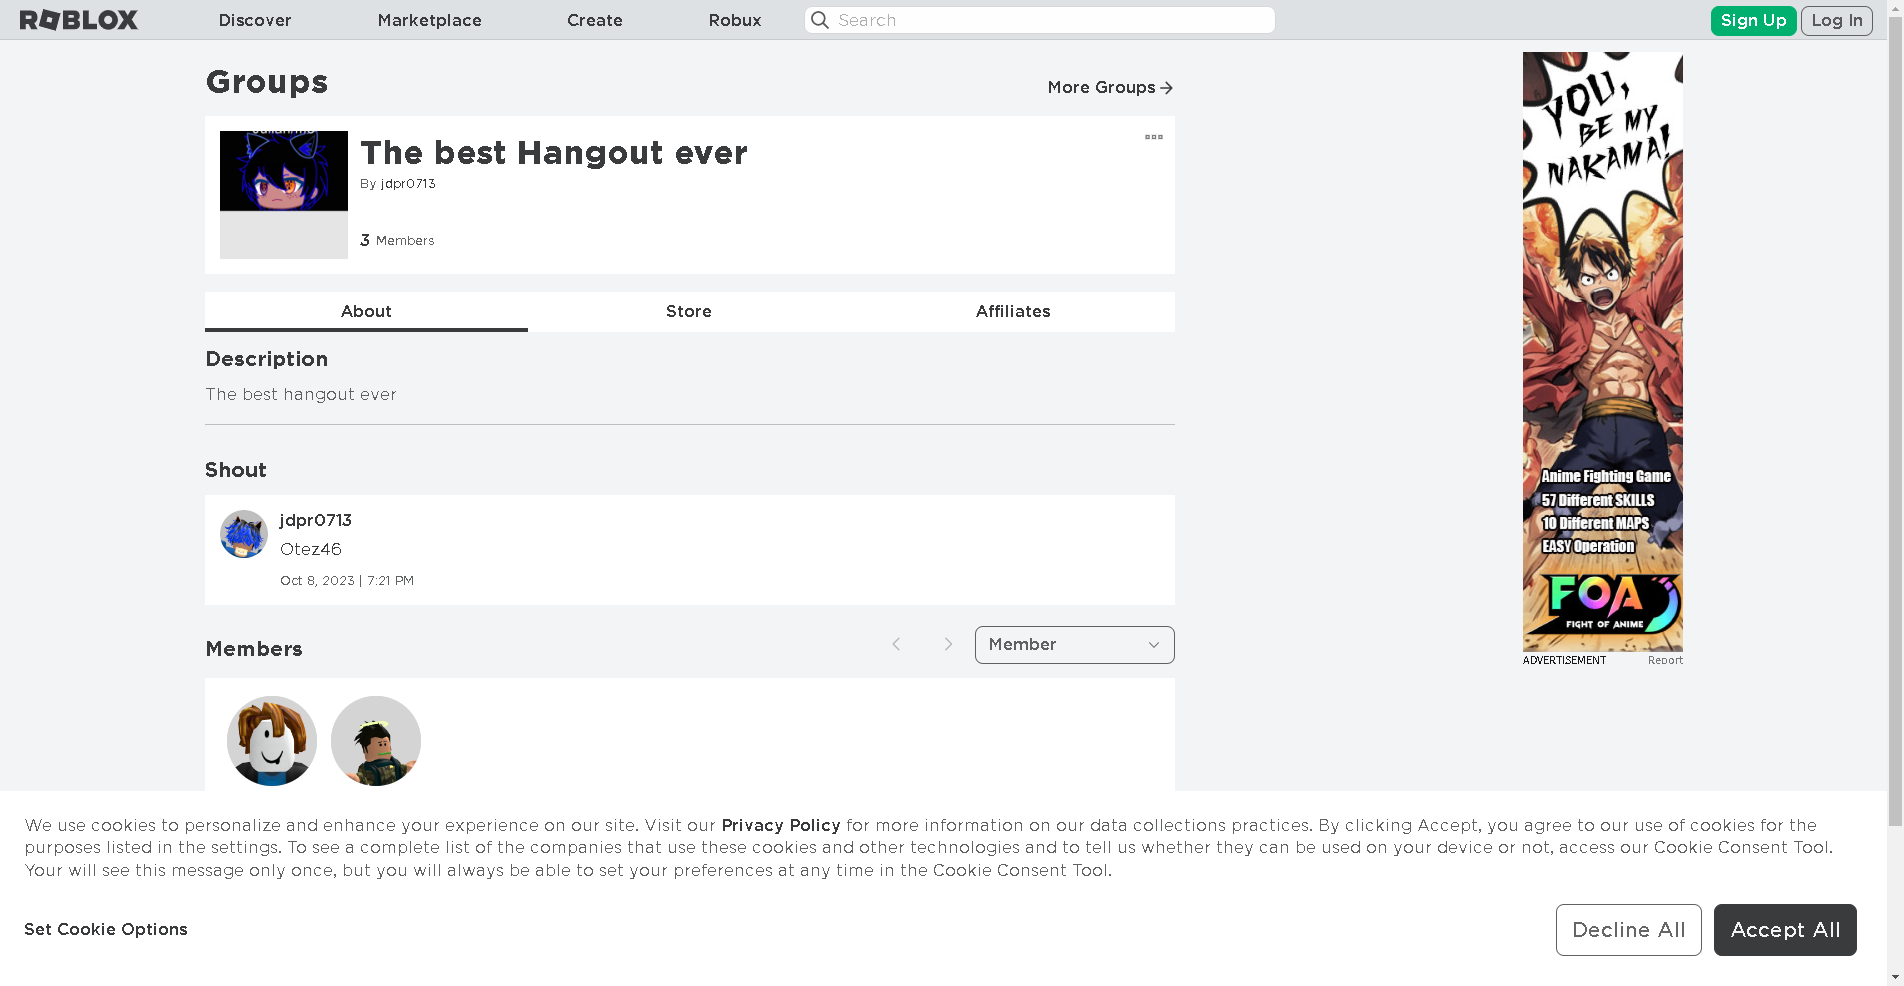 ROBLOX
Discover
Marketplace
Create
Robux
Search
Sign Up
Log In
Groups
More Groups
The best Hangout ever
By jdpr0713
3 Members
About
Store
Affiliates
Description
The best hangout ever
Shout
jdpr0713
Otez46
Oct 8, 2023 | 7:21 PM
Members
Member
YOU,
BE MY
NAKAMA!
Anime Fighting Game
57 Different SKILLS
10 Different MAPS
EASY Operation
FOA
FIGHT OF ANIME
ADVERTISEMENT
Report
We use cookies to personalize and enhance your experience on our site. Visit our Privacy Policy for more information on our data collections practices. By clicking Accept, you agree to our use of cookies for the
purposes listed in the settings. To see a complete list of the companies that use these cookies and other technologies and to tell us whether they can be used on your device or not, access our Cookie Consent Tool.
Your will see this message only once, but you will always be able to set your preferences at any time in the Cookie Consent Tool.
Set Cookie Options
Decline All
Accept All